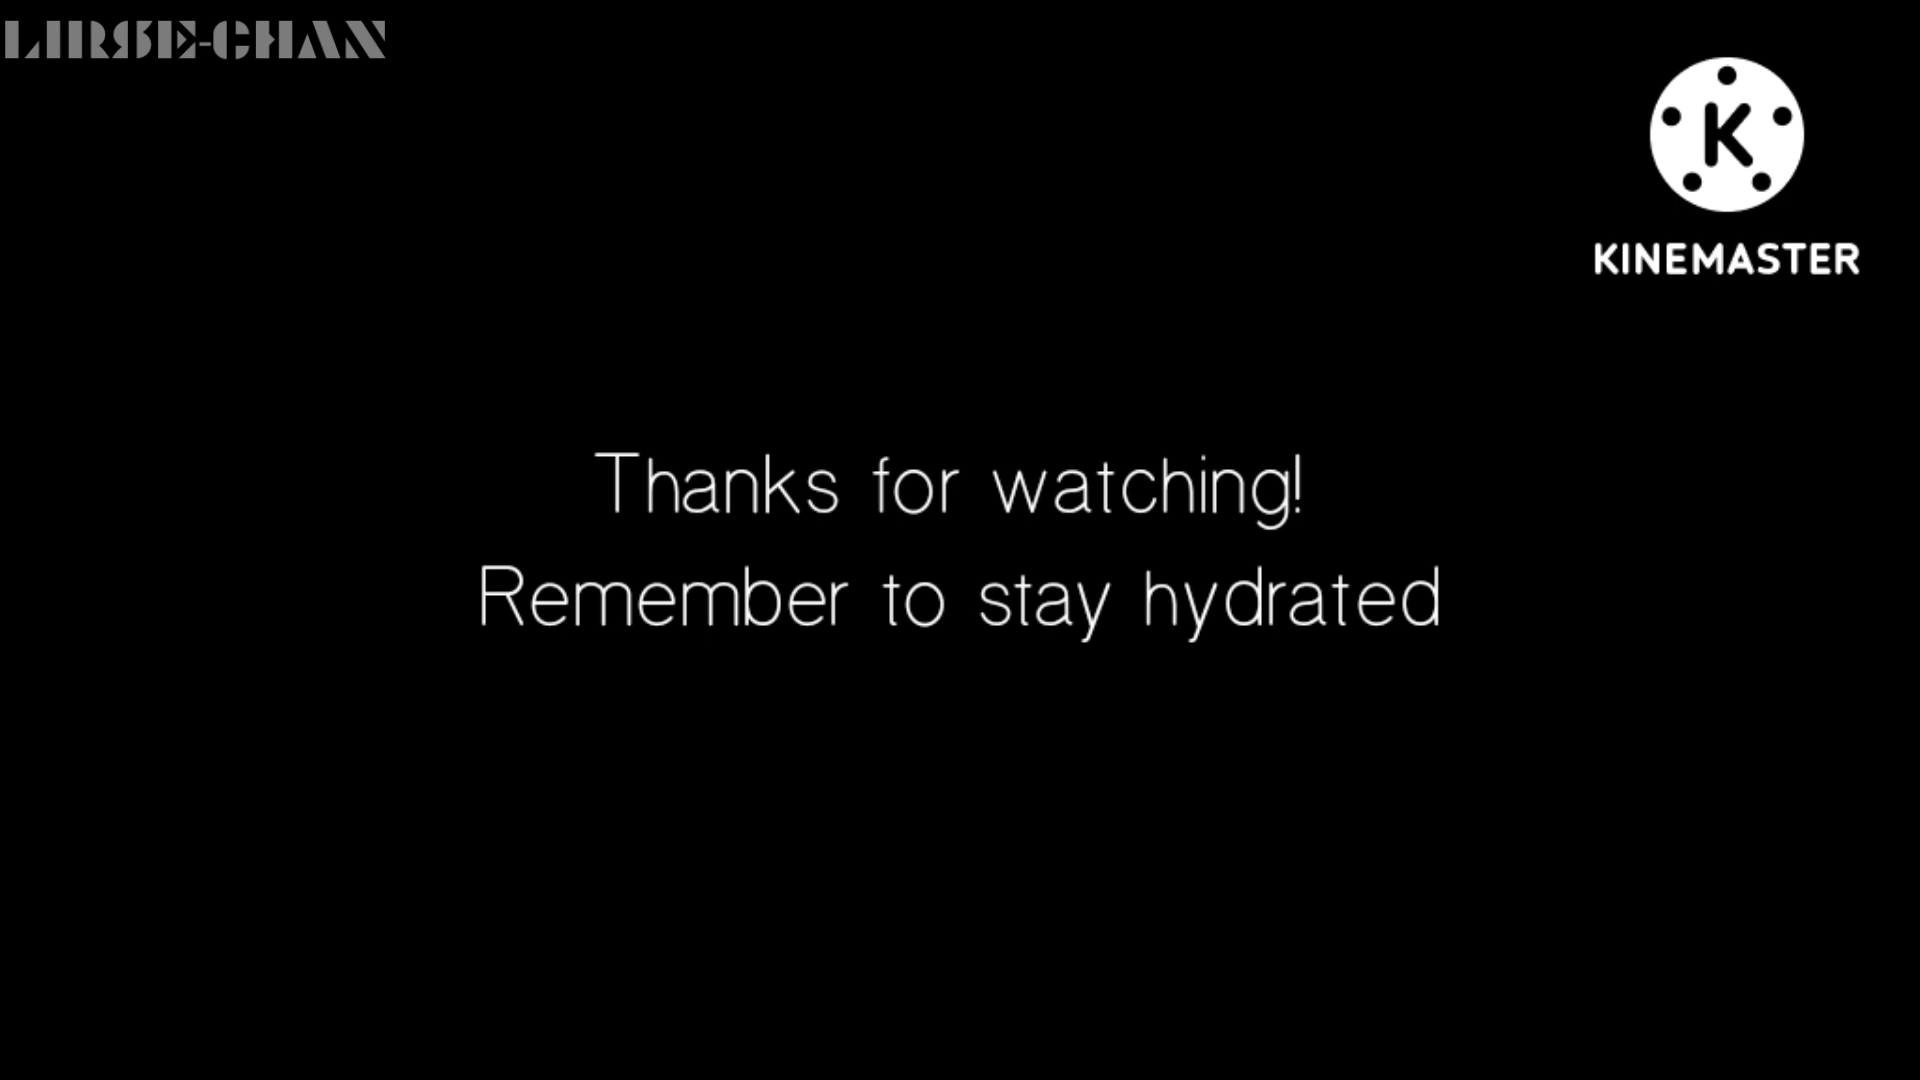 LIRSE-CHAN
K
KINEMASTER
Thanks for watching!
Remember to stay hydrated